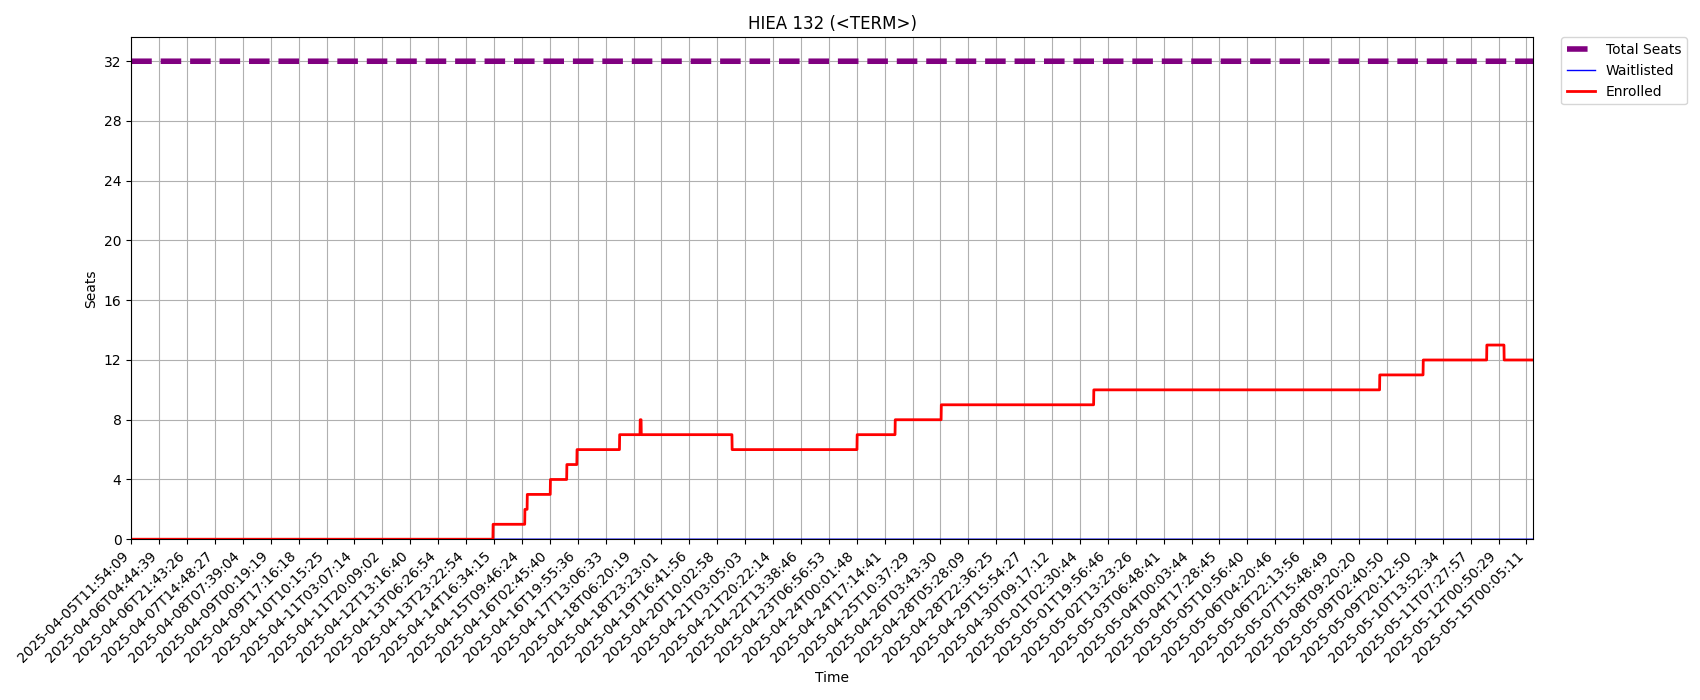 HIEA 132 (<TERM>)
Total Seats
Waitlisted
Enrolled
Seats
32
28
24
20
16
12
8
4
0
2025-04-05T11:54:09
2025-04-06T04:44:39
2025-04-06T21:43:26
2025-04-07T14:48:27
2025-04-08T07:39:04
2025-04-09T00:19:19
2025-04-09T17:16:18
2025-04-10T10:15:25
2025-04-11T03:07:14
2025-04-11T20:09:02
2025-04-12T13:16:40
2025-04-13T06:26:54
2025-04-13T23:22:54
2025-04-14T16:34:15
2025-04-15T09:46:24
2025-04-16T02:45:40
2025-04-16T19:55:36
2025-04-17T13:06:33
2025-04-18T06:20:19
2025-04-18T23:23:01
2025-04-19T16:41:56
2025-04-20T10:02:58
2025-04-21T03:05:03
2025-04-21T20:22:14
2025-04-22T13:38:46
2025-04-23T06:56:53
2025-04-24T00:01:48
2025-04-24T17:14:41
2025-04-25T10:37:29
2025-04-26T03:43:30
2025-04-28T05:28:09
2025-04-28T22:36:25
2025-04-29T15:54:27
2025-04-30T09:17:12
2025-05-01T02:30:44
2025-05-01T19:56:46
2025-05-02T13:23:26
2025-05-03T06:48:41
2025-05-04T00:03:44
2025-05-04T17:28:45
2025-05-05T10:56:40
2025-05-06T04:20:46
2025-05-06T22:13:56
2025-05-07T15:48:49
2025-05-08T09:20:20
2025-05-09T02:40:50
2025-05-09T20:12:50
2025-05-10T13:52:34
2025-05-11T07:27:57
2025-05-12T00:50:29
2025-05-15T00:05:11
Time